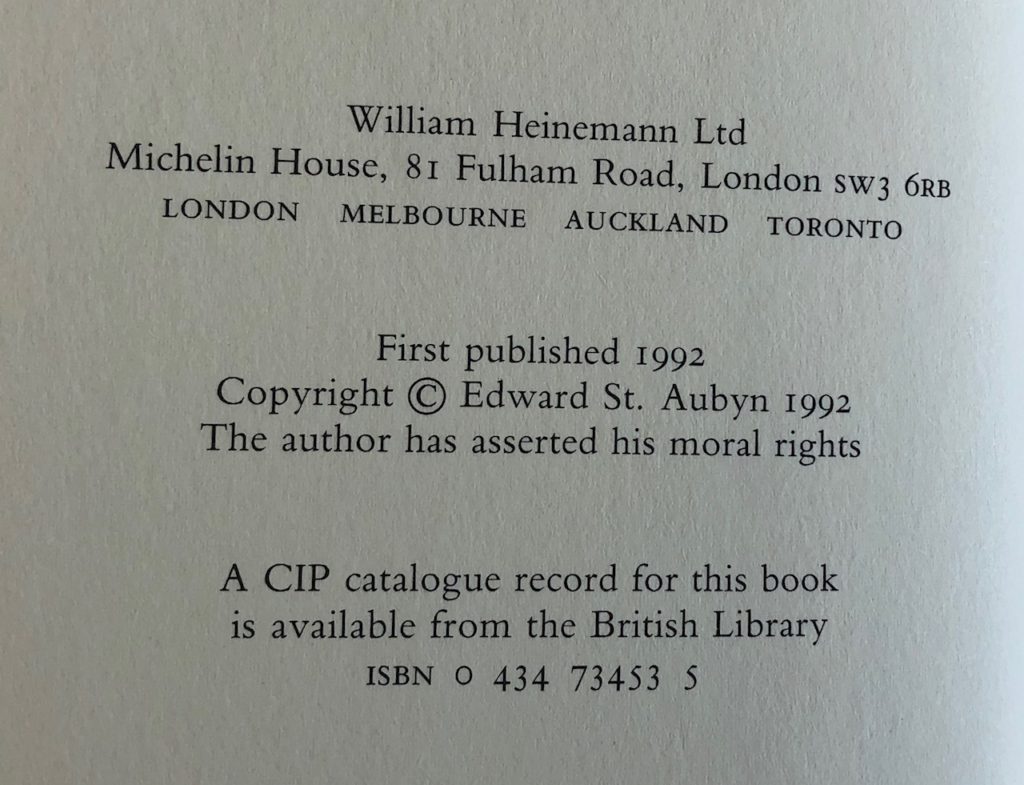 William Heinemann Ltd
Michelin House, 81 Fulham Road, London SW3 6RB
LONDON MELBOURNE AUCKLAND TORONTO
First published 1992
Copyright © Edward St. Aubyn 1992
The author has asserted his moral rights
A CIP catalogue record for this book
is available from the British Library
ISBN 0 434 73453 5